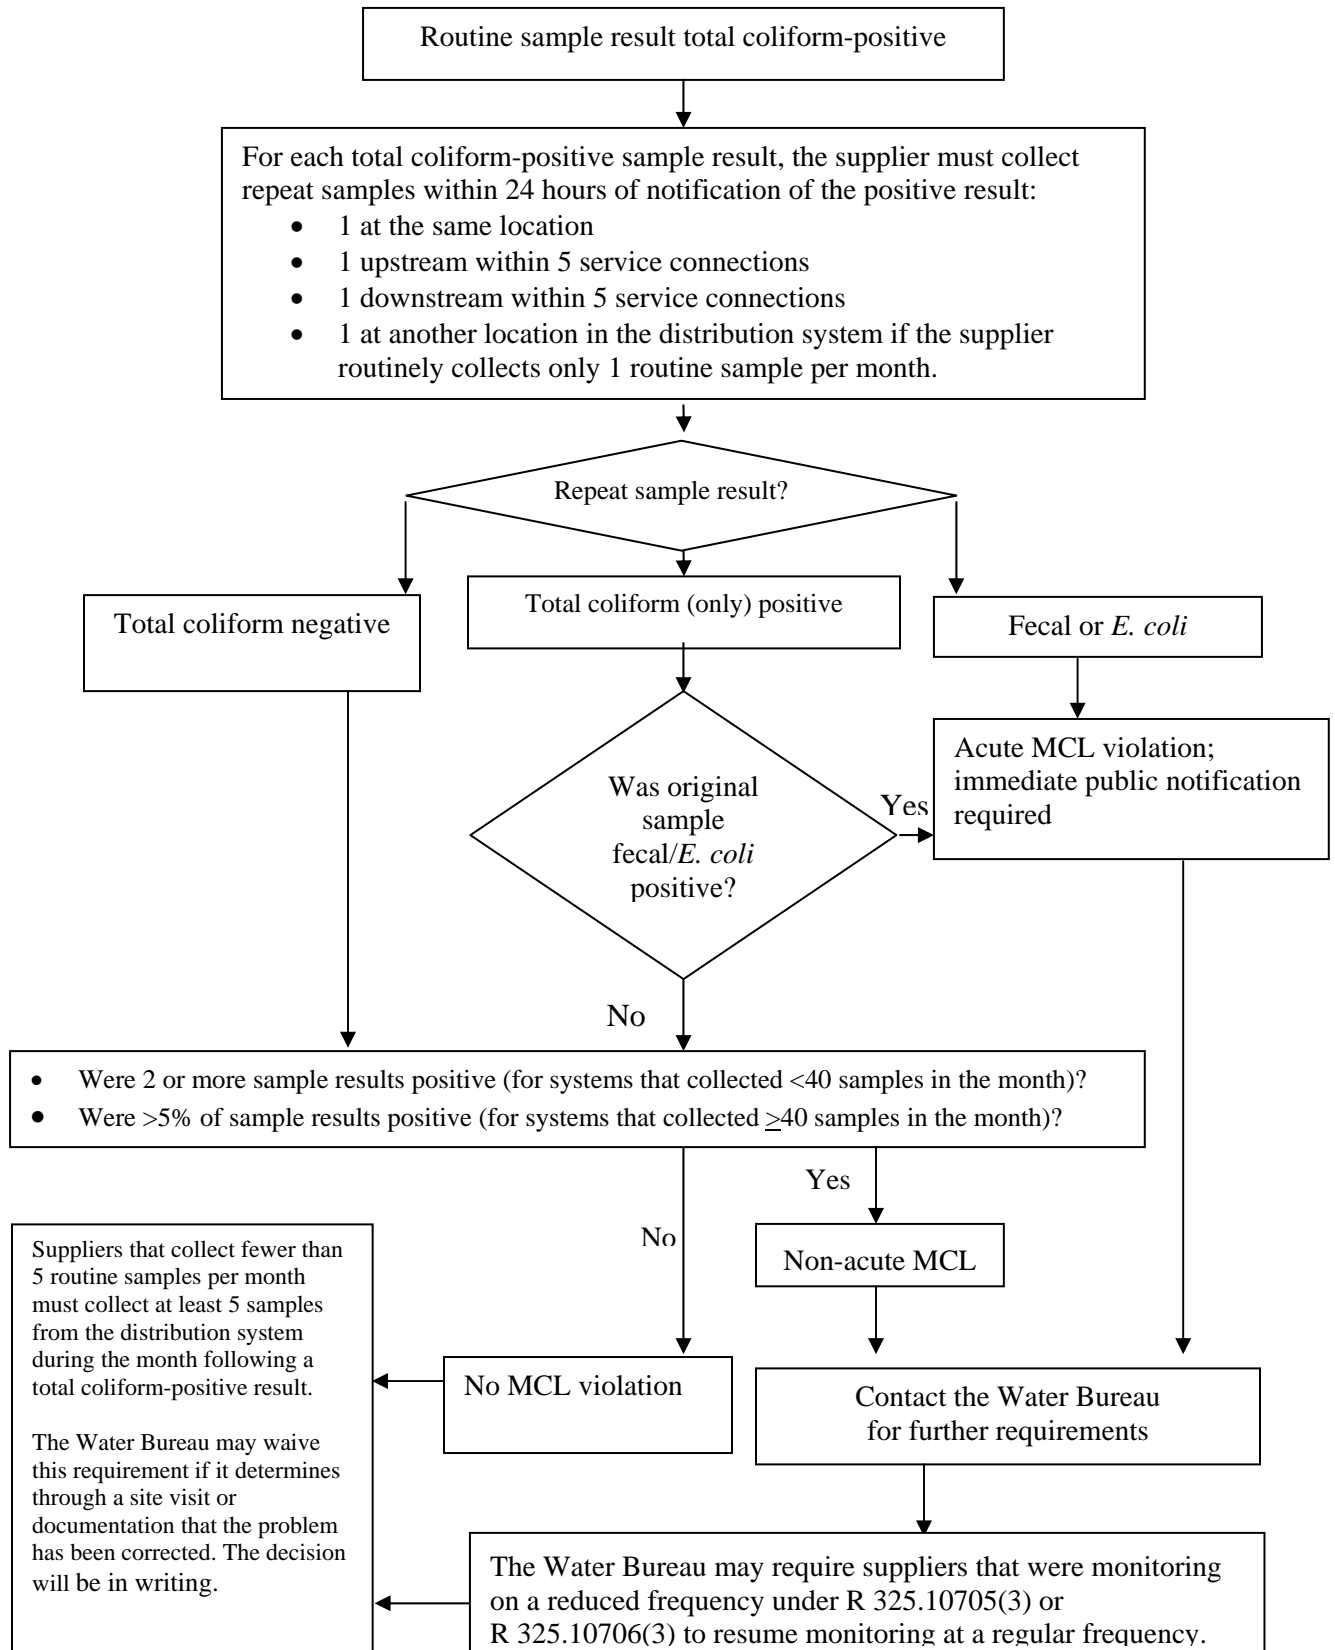 Routine sample result total coliform-positive
For each total coliform-positive sample result, the supplier must collect
repeat samples within 24 hours of notification of the positive result:
• 1 at the same location
• 1 upstream within 5 service connections
• 1 downstream within 5 service connections
• 1 at another location in the distribution system if the supplier
routinely collects only 1 routine sample per month.
Repeat sample result?
Total coliform negative
Total coliform (only) positive
Fecal or E. coli
Was original
sample
fecal/E. coli
positive?
Yes
Acute MCL violation;
immediate public notification
required
No
• Were 2 or more sample results positive (for systems that collected <40 samples in the month)?
• Were >5% of sample results positive (for systems that collected ≥40 samples in the month)?
Yes
No
Non-acute MCL
Suppliers that collect fewer than
5 routine samples per month
must collect at least 5 samples
from the distribution system
during the month following a
total coliform-positive result.
The Water Bureau may waive
this requirement if it determines
through a site visit or
documentation that the problem
has been corrected. The decision
will be in writing.
No MCL violation
Contact the Water Bureau
for further requirements
The Water Bureau may require suppliers that were monitoring
on a reduced frequency under R 325.10705(3) or
R 325.10706(3) to resume monitoring at a regular frequency.